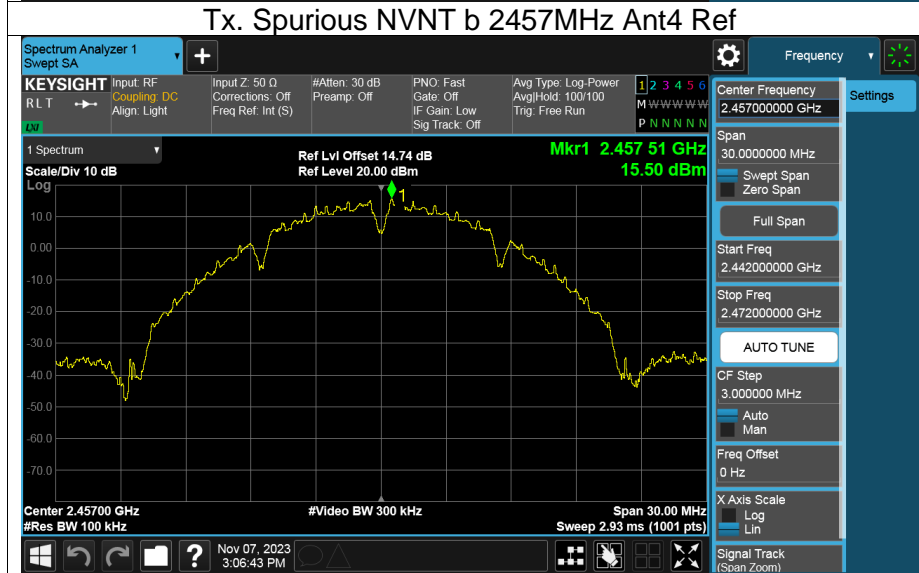 Tx. Spurious NVNT b 2457MHz Ant4 Ref
Spectrum Analyzer 1
Swept SA
+
Frequency
KEYSIGHT
RLT
LXI
Input: RF
Coupling: DC
Align: Light
Input Z: 50 Ω
Corrections: Off
Freq Ref: Int (S)
#Atten: 30 dB
Preamp: Off
PNO: Fast
Gate: Off
IF Gain: Low
Sig Track: Off
Avg Type: Log-Power
Avg|Hold: 100/100
Trig: Free Run
1 2 3 4 5 6
M W W W W W W
P N N N N N N
1 Spectrum
Scale/Div 10 dB
Log
Ref Lvl Offset 14.74 dB
Ref Level 20.00 dBm
Mkr1 2.457 51 GHz
15.50 dBm
1
10.0
0.00
-10.0
-20.0
-30.0
-40.0
-50.0
-60.0
-70.0
Center 2.45700 GHz
#Res BW 100 kHz
#Video BW 300 kHz
Span 30.00 MHz
Sweep 2.93 ms (1001 pts)
?
Nov 07, 2023
3:06:43 PM
Center Frequency
2.457000000 GHz
Span
30.0000000 MHz
Swept Span
Zero Span
Full Span
Start Freq
2.442000000 GHz
Stop Freq
2.472000000 GHz
AUTO TUNE
CF Step
3.000000 MHz
Auto
Man
Freq Offset
0 Hz
X Axis Scale
Log
Lin
Signal Track
(Span Zoom)
Settings